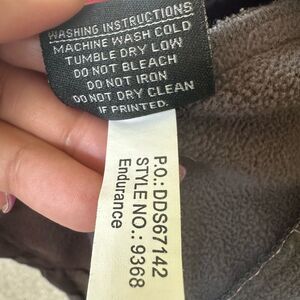 WASHING INSTRUCTIONS
MACHINE WASH COLD
TUMBLE DRY LOW
DO NOT BLEACH
DO NOT IRON
DO NOT DRY CLEAN
IF PRINTED.
P.O.: DDS67142
STYLE NO.: 9368
Endurance